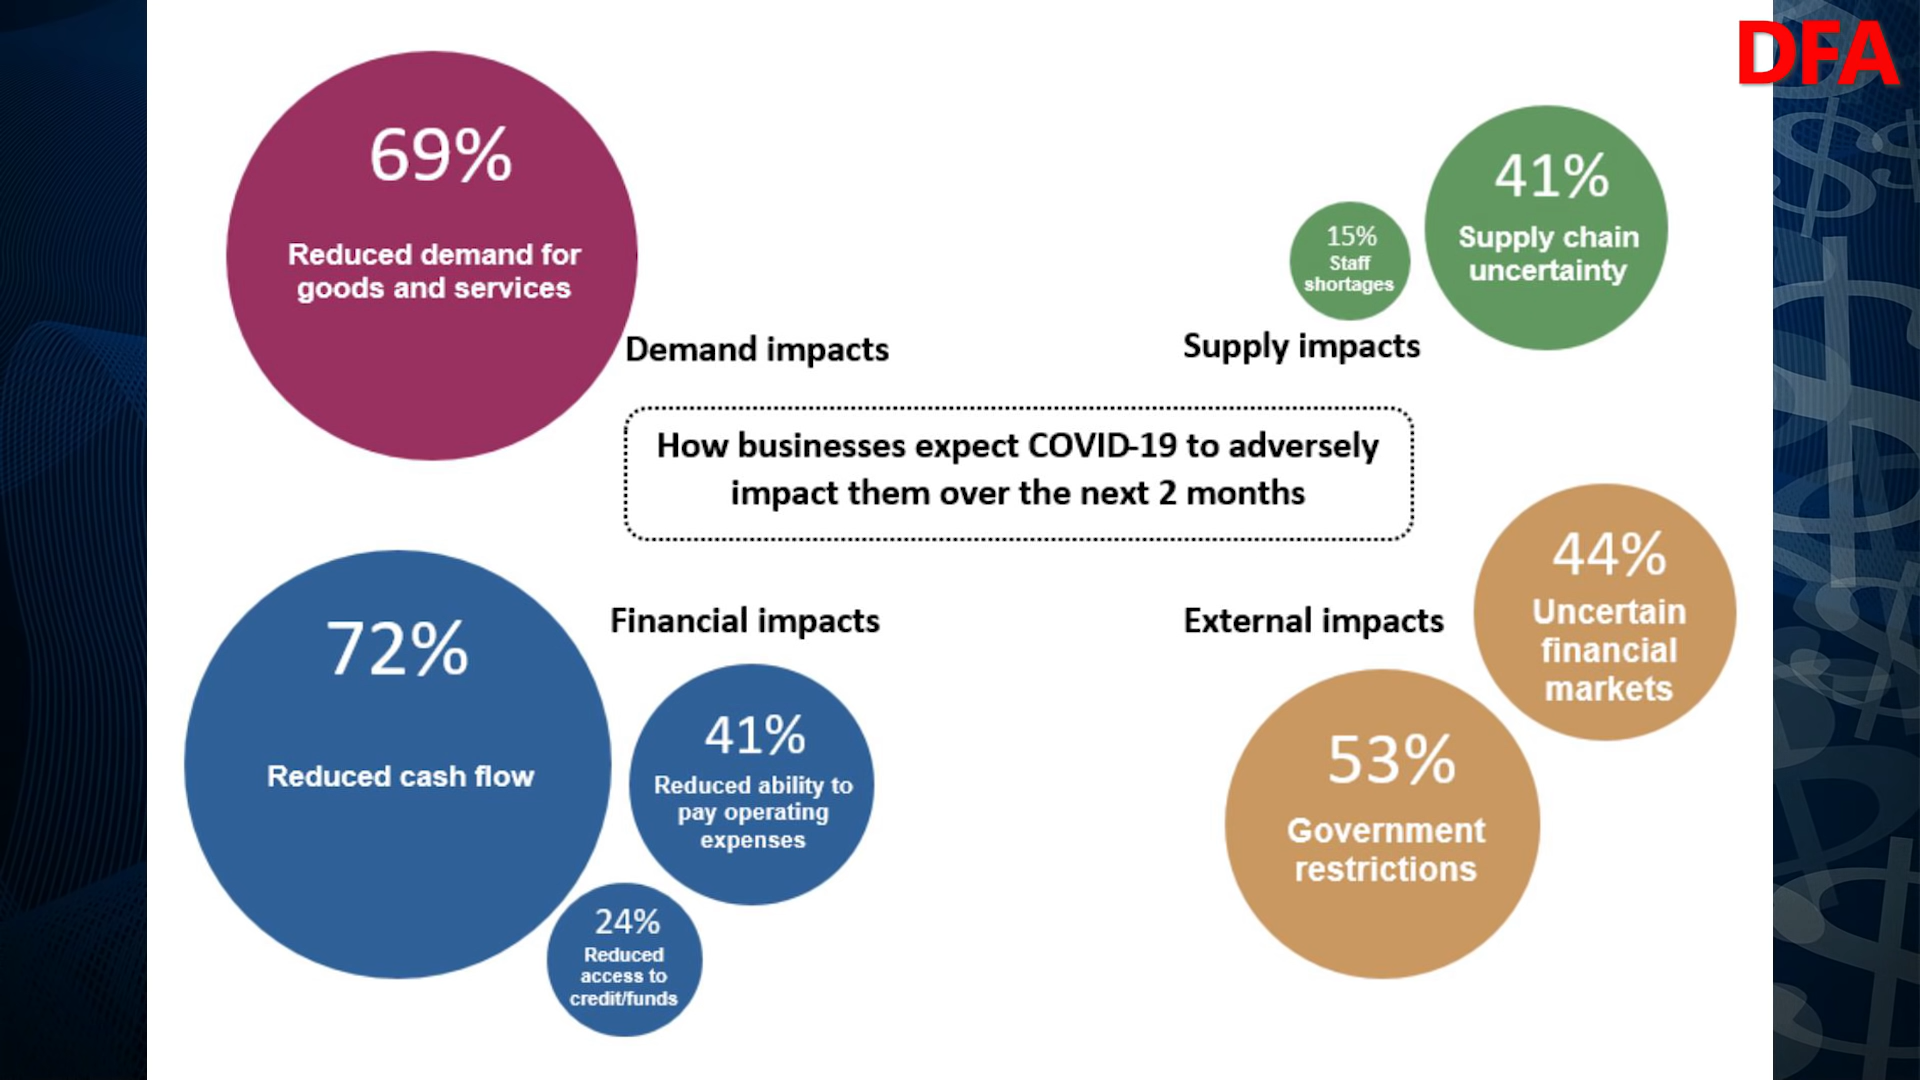 DFA
69%
Reduced demand for
goods and services
Demand impacts
41%
Supply chain
uncertainty
15%
Staff
shortages
Supply impacts
How businesses expect COVID-19 to adversely
impact them over the next 2 months
Financial impacts
72%
Reduced cash flow
41%
Reduced ability to
pay operating
expenses
24%
Reduced
access to
credit/funds
External impacts
44%
Uncertain
financial
markets
53%
Government
restrictions